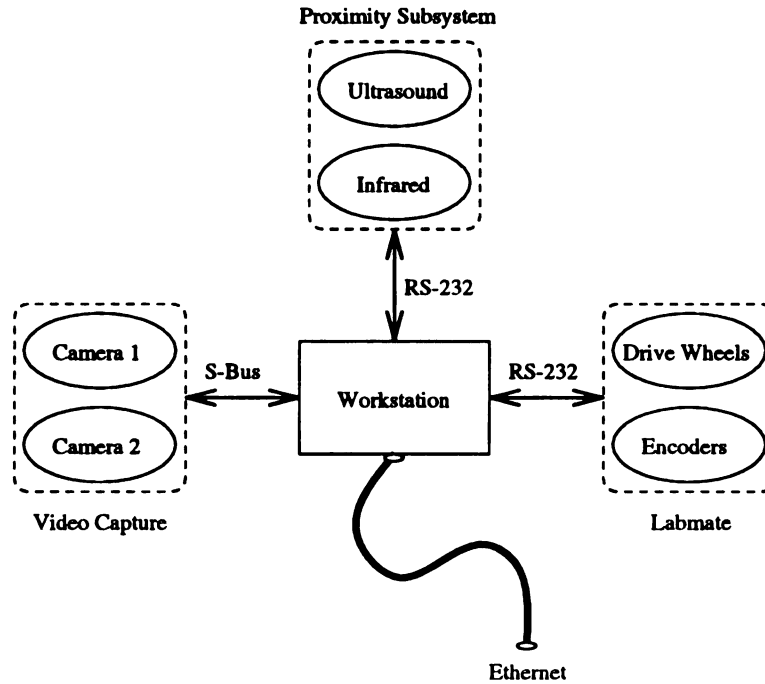 Proximity Subsystem
Ultrasound
Infrared
RS-232
Camera 1
Camera 2
Video Capture
S-Bus
Workstation
RS-232
Drive Wheels
Encoders
Labmate
Ethernet